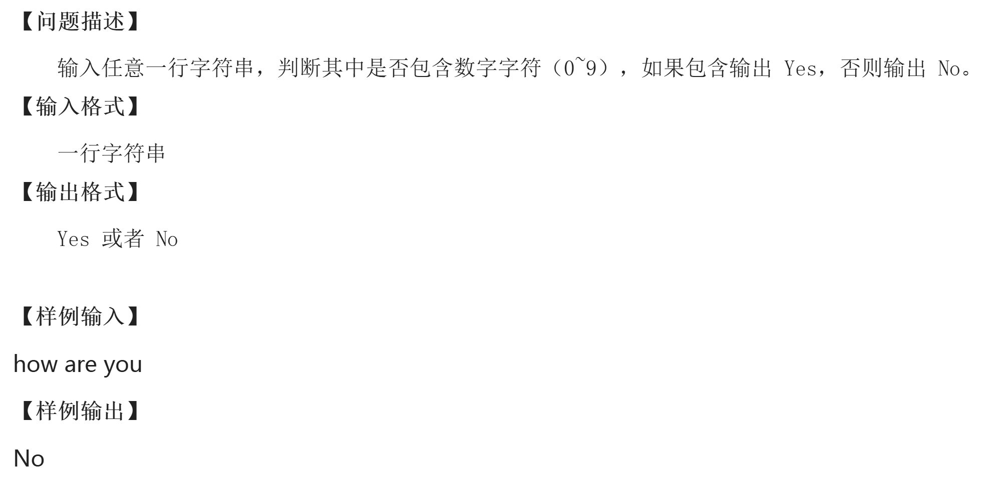 【问题描述】
输入任意一行字符串，判断其中是否包含数字字符（0~9），如果包含输出 Yes，否则输出 No。
【输入格式】
一行字符串
【输出格式】
Yes 或者 No
【样例输入】
how are you
【样例输出】
No